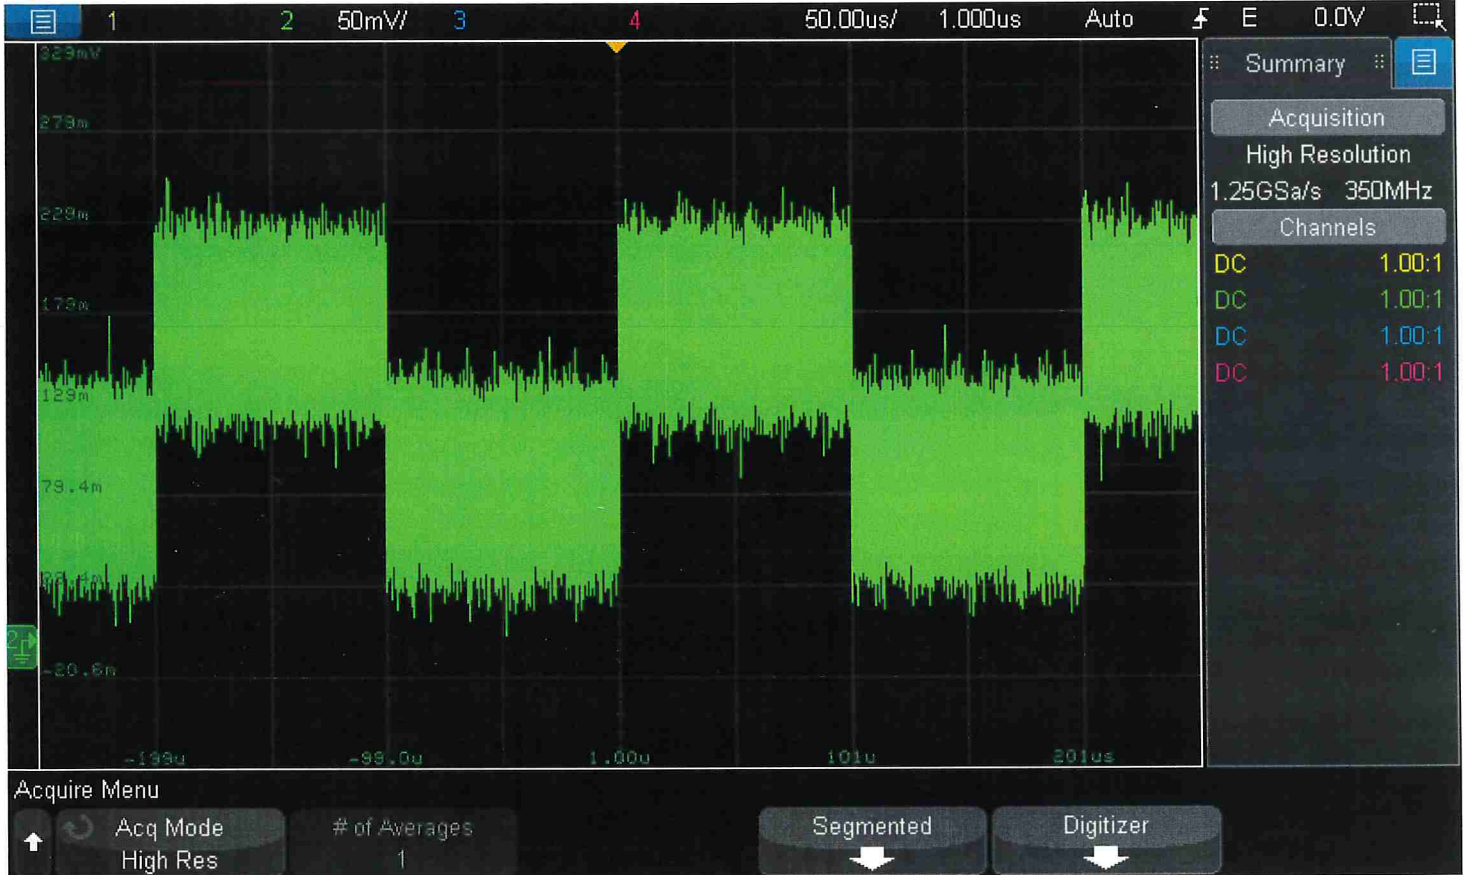 1 2 50mV/ 3 4 50.00us/ 1.000us Auto E 0.0V
329mV
Summary
279m
Acquisition
High Resolution
1.25GSa/s 350MHz
229m
Channels
DC 1.00:1
DC 1.00:1
179m
DC 1.00:1
DC 1.00:1
129m
79.4m
2
-20.6m
-199u -99.0u 1.00u 101u 201us
Acquire Menu
Acq Mode # of Averages Segmented Digitizer
High Res 1